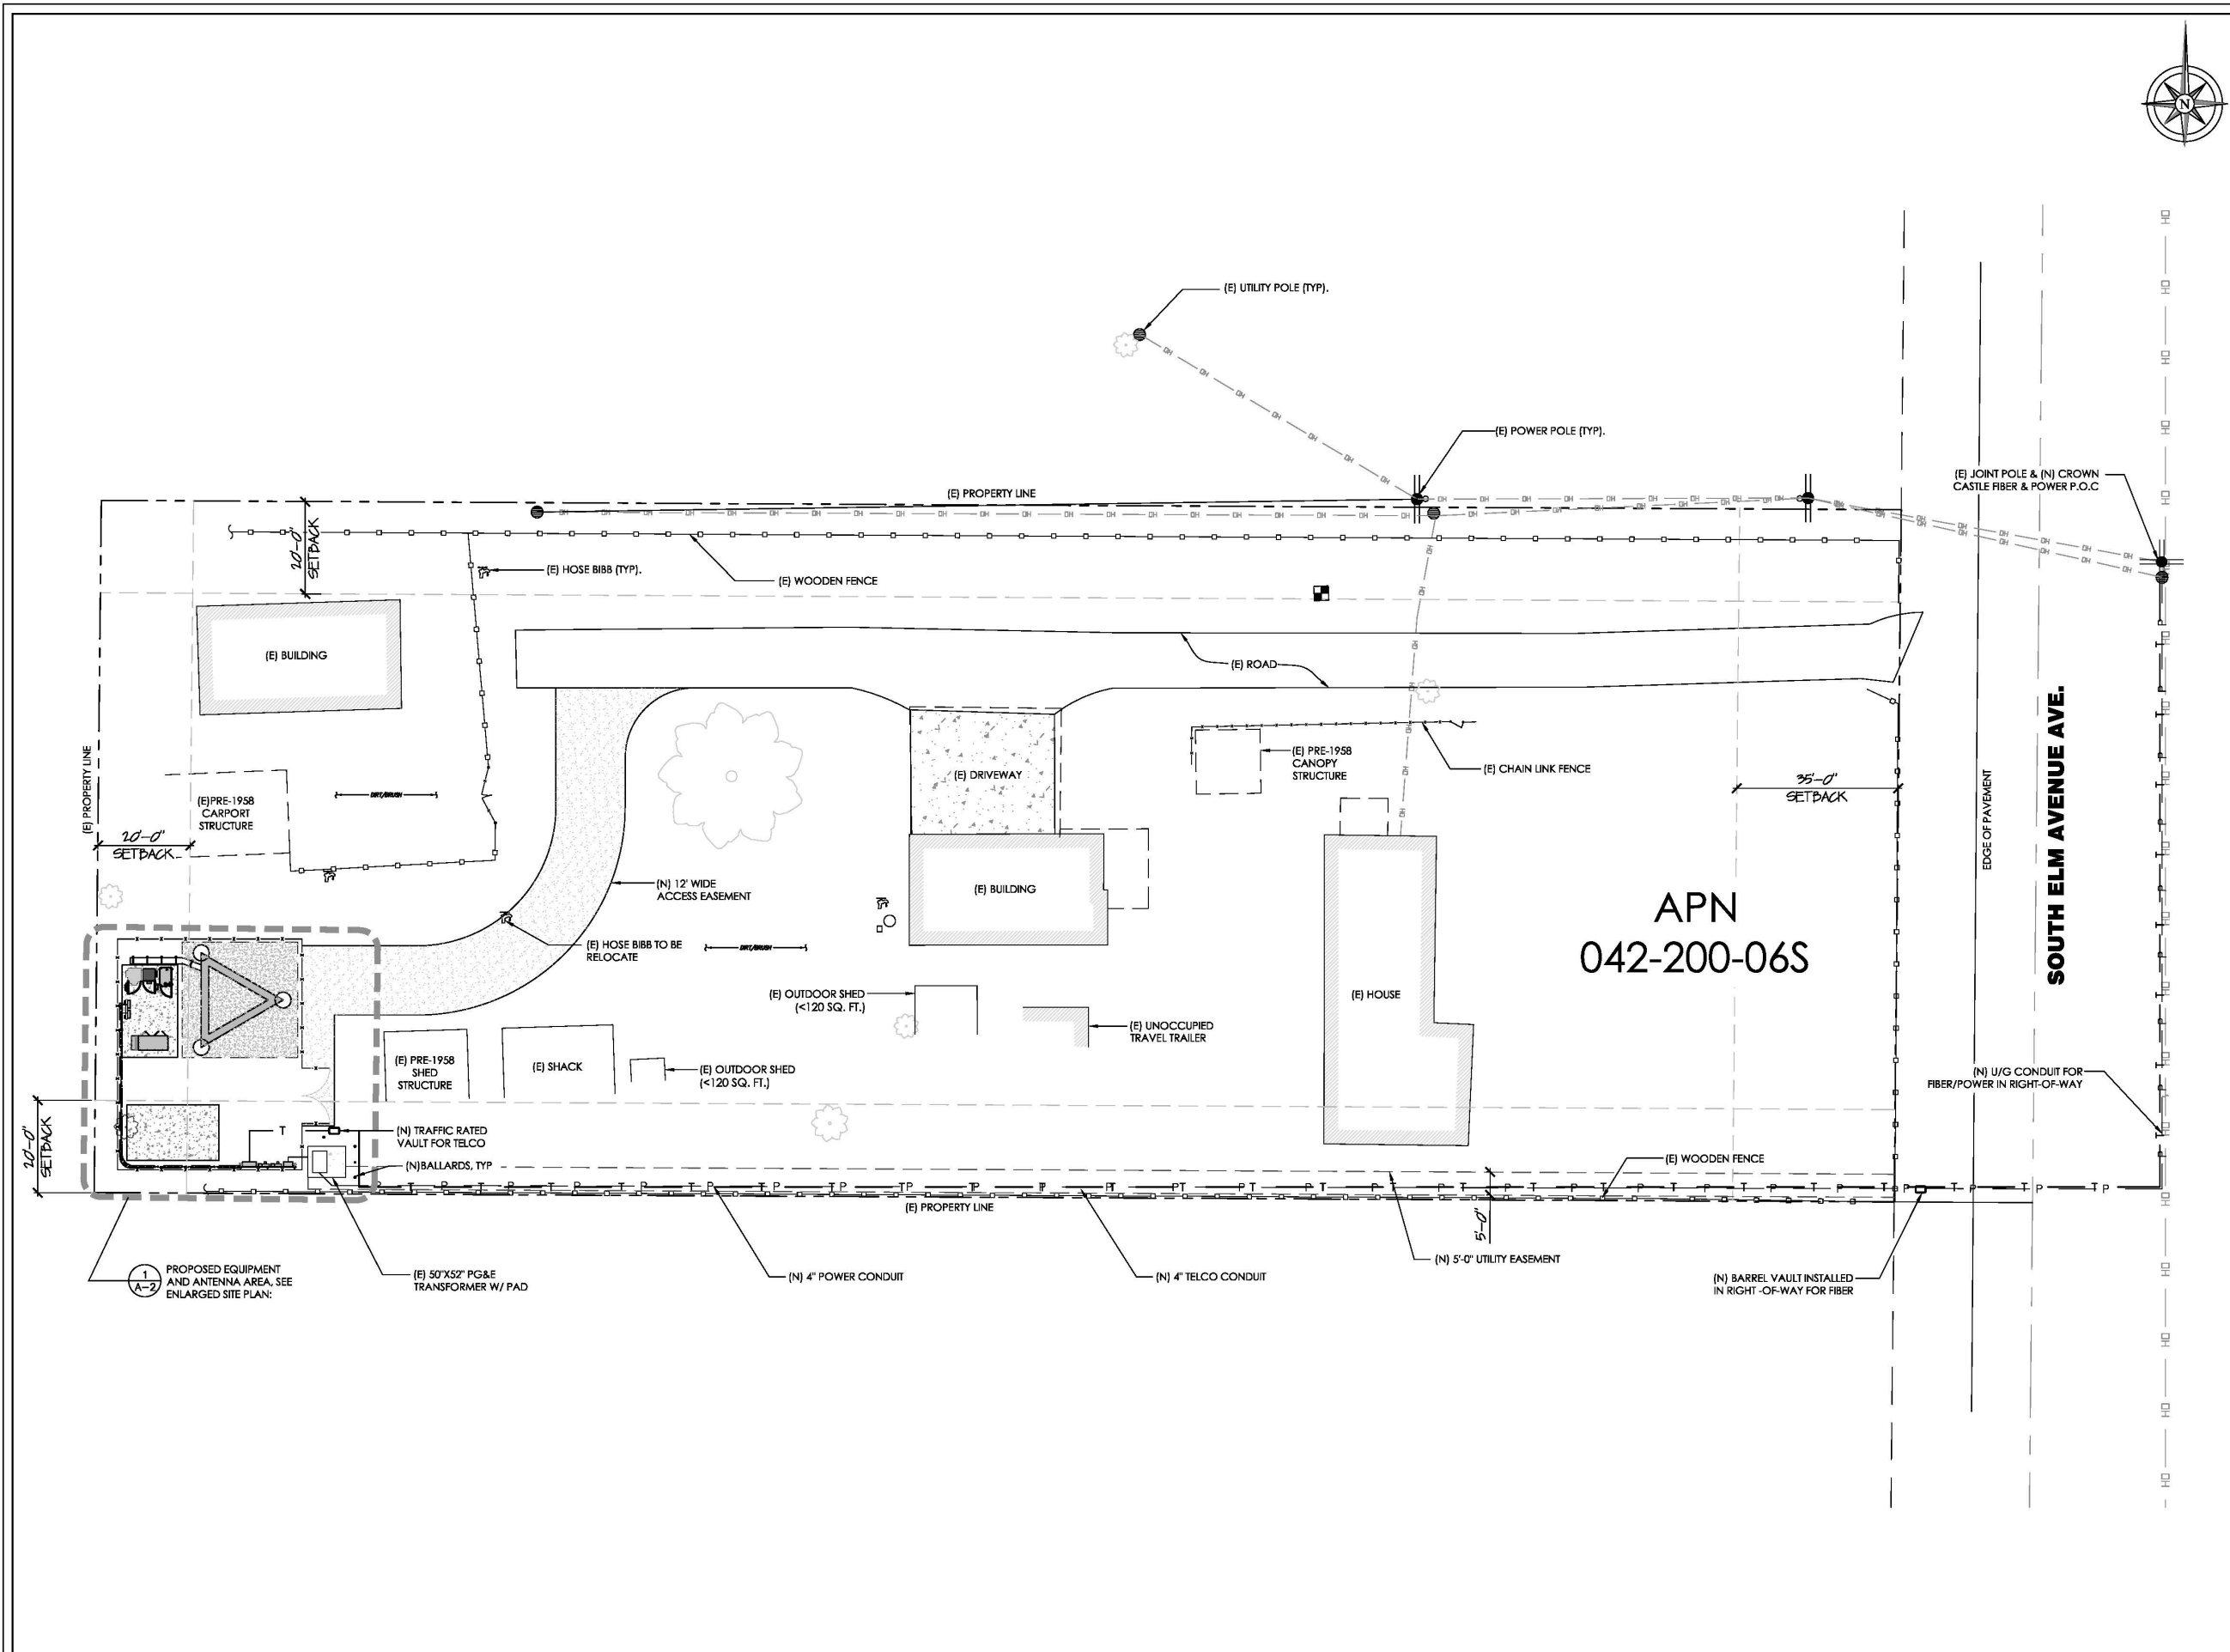 N
(E) UTILITY POLE (TYP).
(E) POWER POLE (TYP).
(E) JOINT POLE & (N) CROWN
CASTLE FIBER & POWER P.O.C
(E) PROPERTY LINE
20'-0"
SETBACK
(E) HOSE BIBB (TYP).
(E) WOODEN FENCE
(E) BUILDING
(E) ROAD
(E) PROPERTY LINE
(E)PRE-1958
CARPORT
STRUCTURE
DIRT/BRUSH
(E) DRIVEWAY
(E) PRE-1958
CANOPY
STRUCTURE
(E) CHAIN LINK FENCE
35'-0"
SETBACK
EDGE OF PAVEMENT
SOUTH ELM AVENUE AVE.
20'-0"
SETBACK
(N) 12' WIDE
ACCESS EASEMENT
(E) BUILDING
APN
042-200-06S
(E) HOSE BIBB TO BE
RELOCATE
DIRT/BRUSH
(E) OUTDOOR SHED
(<120 SQ. FT.)
(E) HOUSE
(E) UNOCCUPIED
TRAVEL TRAILER
(E) PRE-1958
SHED
STRUCTURE
(E) SHACK
(E) OUTDOOR SHED
(<120 SQ. FT.)
(N) U/G CONDUIT FOR
FIBER/POWER IN RIGHT-OF-WAY
20'-0"
SETBACK
T
(N) TRAFFIC RATED
VAULT FOR TELCO
(N)BALLARDS, TYP
(E) WOODEN FENCE
(E) PROPERTY LINE
5'-0"
(N) 5'-0" UTILITY EASEMENT
1
A-2
PROPOSED EQUIPMENT
AND ANTENNA AREA, SEE
ENLARGED SITE PLAN:
(E) 50"X52" PG&E
TRANSFORMER W/ PAD
(N) 4" POWER CONDUIT
(N) 4" TELCO CONDUIT
(N) BARREL VAULT INSTALLED
IN RIGHT -OF-WAY FOR FIBER